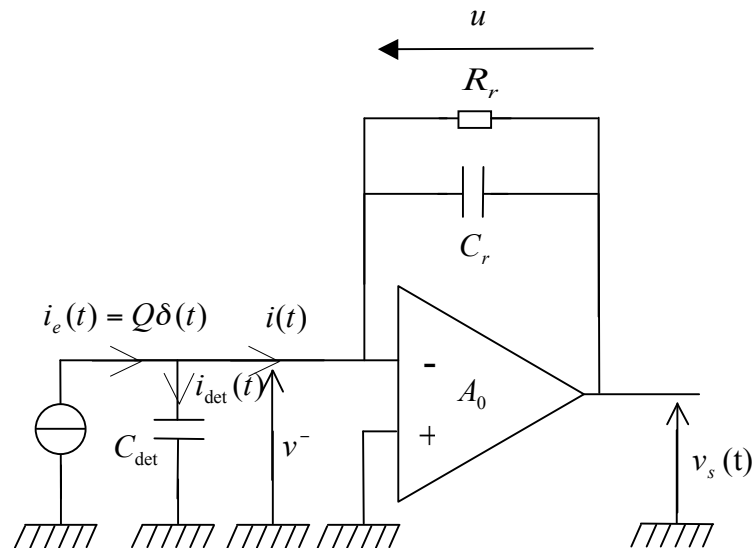 u
R_r
C_r
i_e(t) = Qδ(t)
i(t)
i_det(t)
-
A_0
C_det
v^-
+
v_s(t)